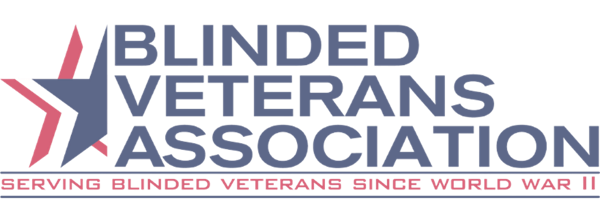 BLINDED
VETERANS
ASSOCIATION
SERVING BLINDED VETERANS SINCE WORLD WAR II